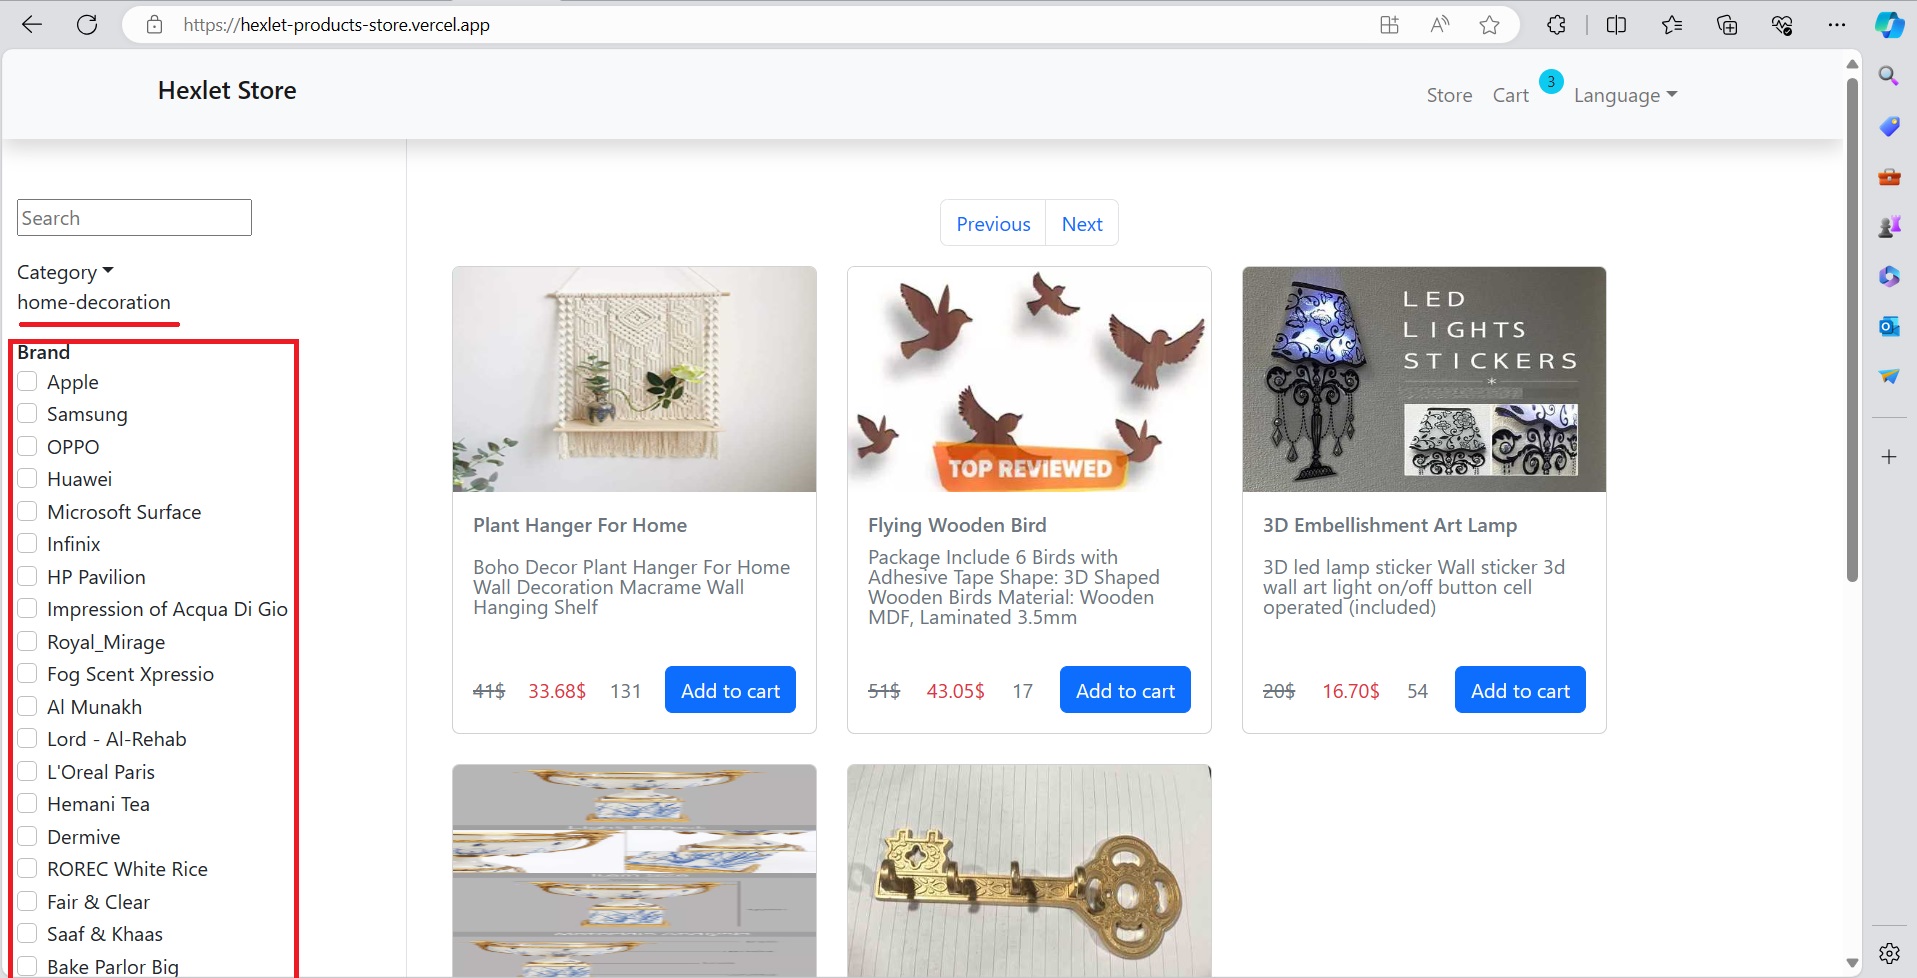 https://hexlet-products-store.vercel.app
Hexlet Store
Store Cart 3 Language
Search
Category
home-decoration
Brand
Apple
Samsung
OPPO
Huawei
Microsoft Surface
Infinix
HP Pavilion
Impression of Acqua Di Gio
Royal_Mirage
Fog Scent Xpressio
Al Munakh
Lord - Al-Rehab
L'Oreal Paris
Hemani Tea
Dermive
ROREC White Rice
Fair & Clear
Saaf & Khaas
Bake Parlor Big
Previous Next
Plant Hanger For Home
Boho Decor Plant Hanger For Home
Wall Decoration Macrame Wall
Hanging Shelf
41$ 33.68$ 131 Add to cart
TOP REVIEWED
Flying Wooden Bird
Package Include 6 Birds with
Adhesive Tape Shape: 3D Shaped
Wooden Birds Material: Wooden
MDF, Laminated 3.5mm
51$ 43.05$ 17 Add to cart
LED
LIGHTS
STICKERS
3D Embellishment Art Lamp
3D led lamp sticker Wall sticker 3d
wall art light on/off button cell
operated (included)
20$ 16.70$ 54 Add to cart